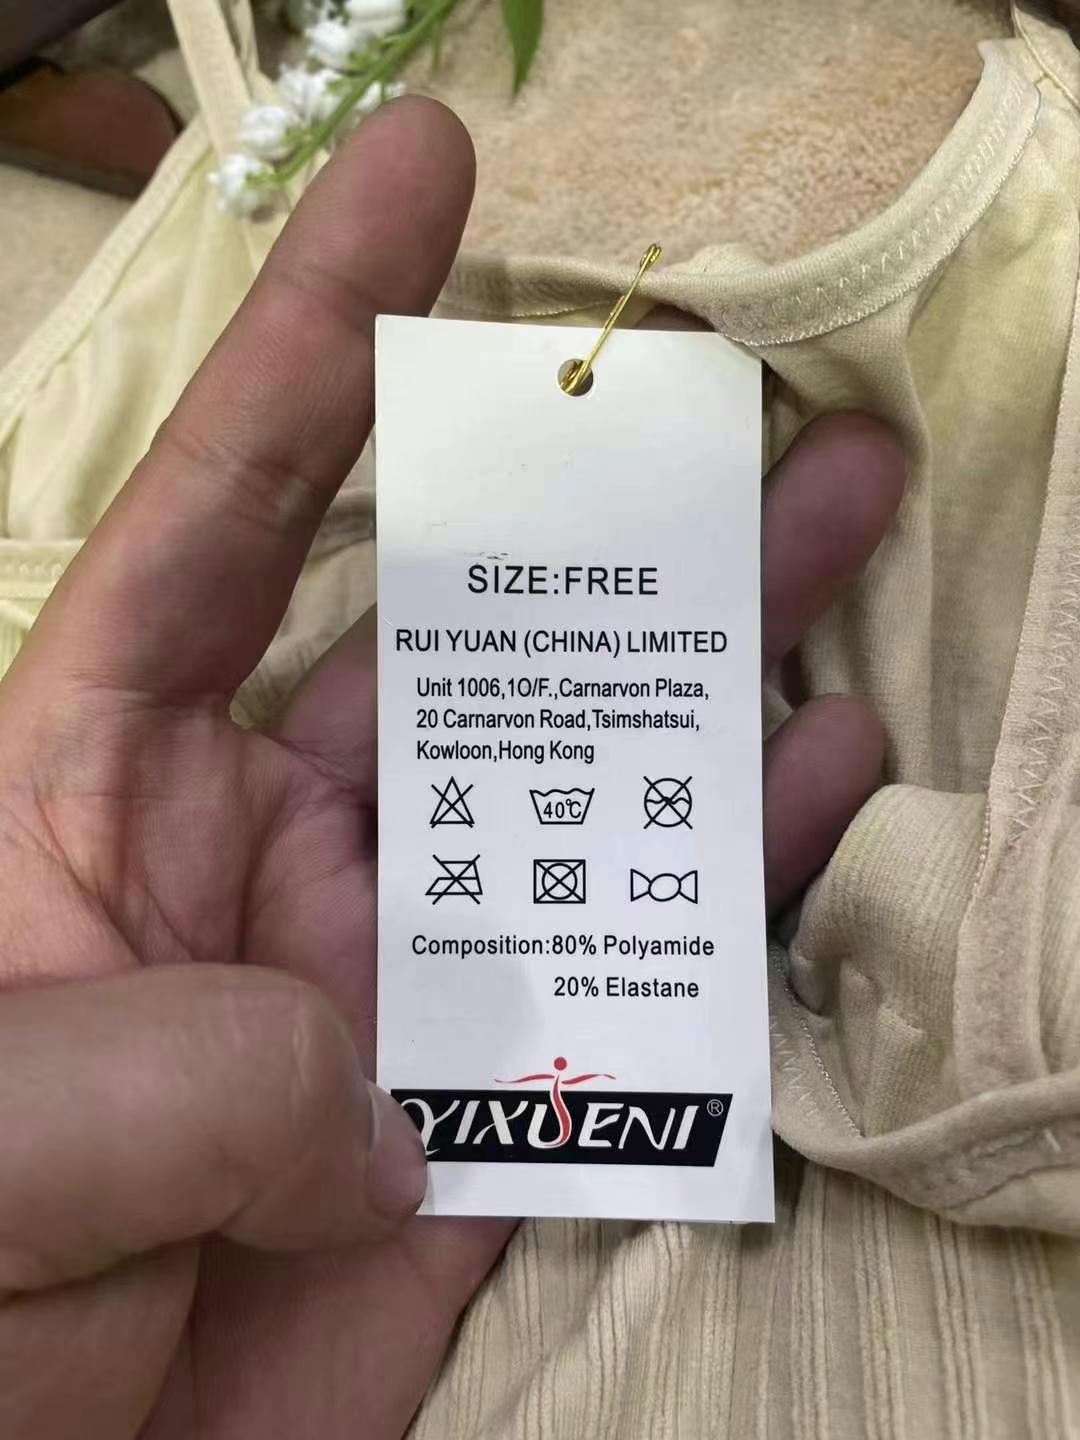 SIZE:FREE
RUI YUAN (CHINA) LIMITED
Unit 1006,10/F.,Carnarvon Plaza,
20 Carnarvon Road,Tsimshatsui,
Kowloon,Hong Kong
40℃
Composition:80% Polyamide
20% Elastane
YIXUENI®